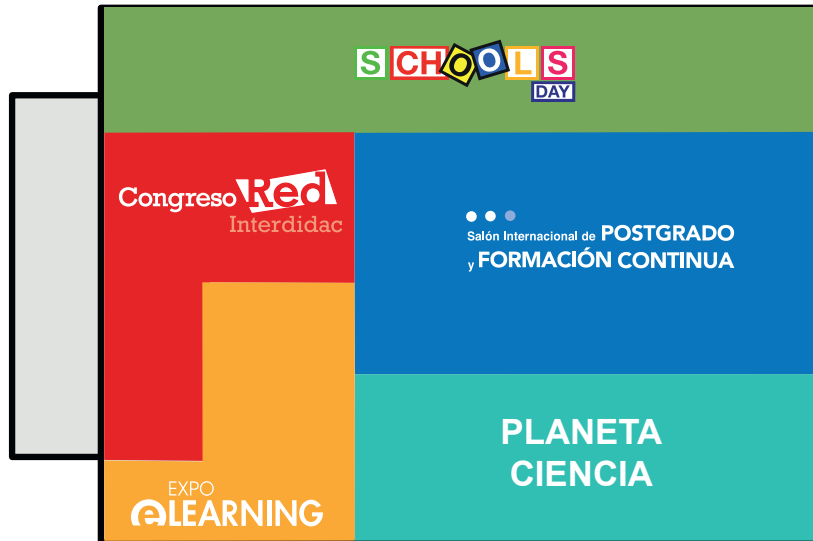 SCHOOLS
DAY
Congreso Red
Interdidac
Salón Internacional de POSTGRADO
y FORMACIÓN CONTINUA
PLANETA
CIENCIA
EXPO
eLEARNING